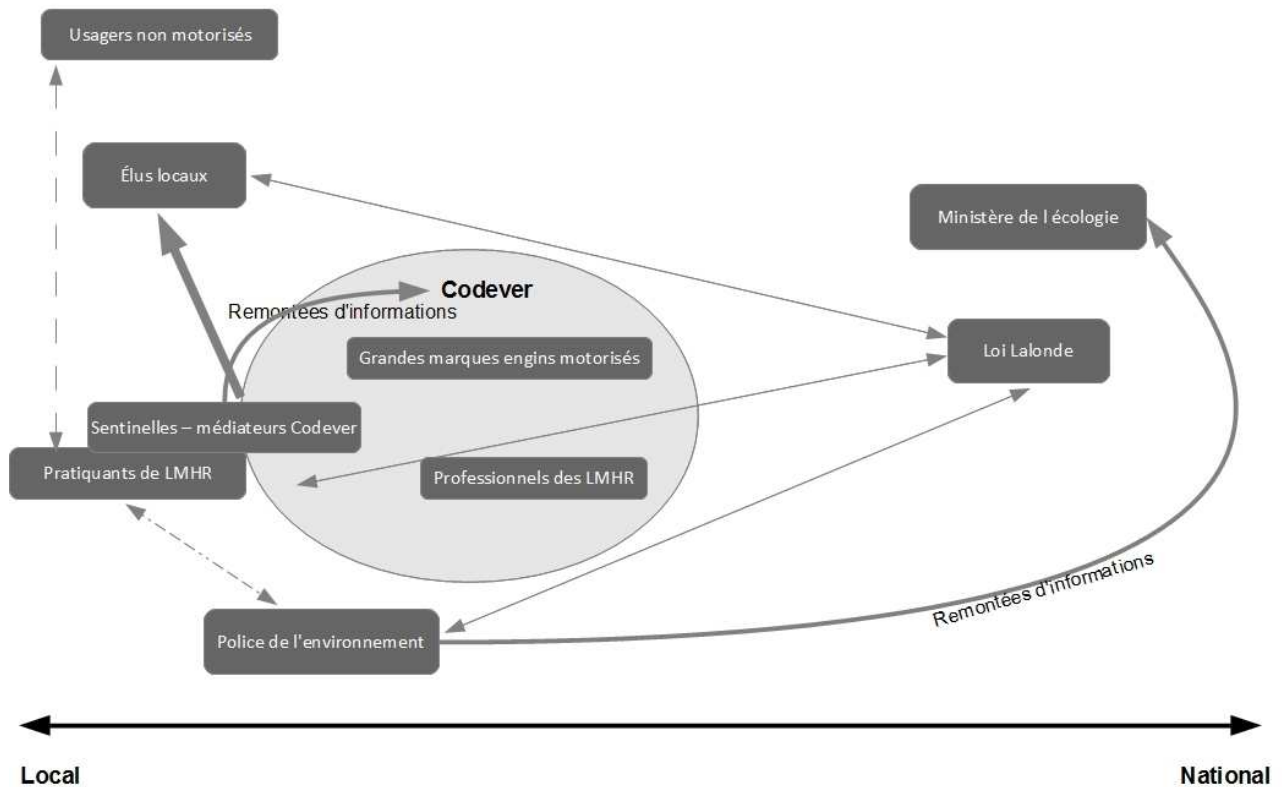 Usagers non motorisés
Élus locaux
Ministère de l écologie
Codever
Remontées d'informations
Grandes marques engins motorisés
Loi Lalonde
Sentinelles – médiateurs Codever
Pratiquants de LMHR
Professionnels des LMHR
Remontées d'informations
Police de l'environnement
Local
National